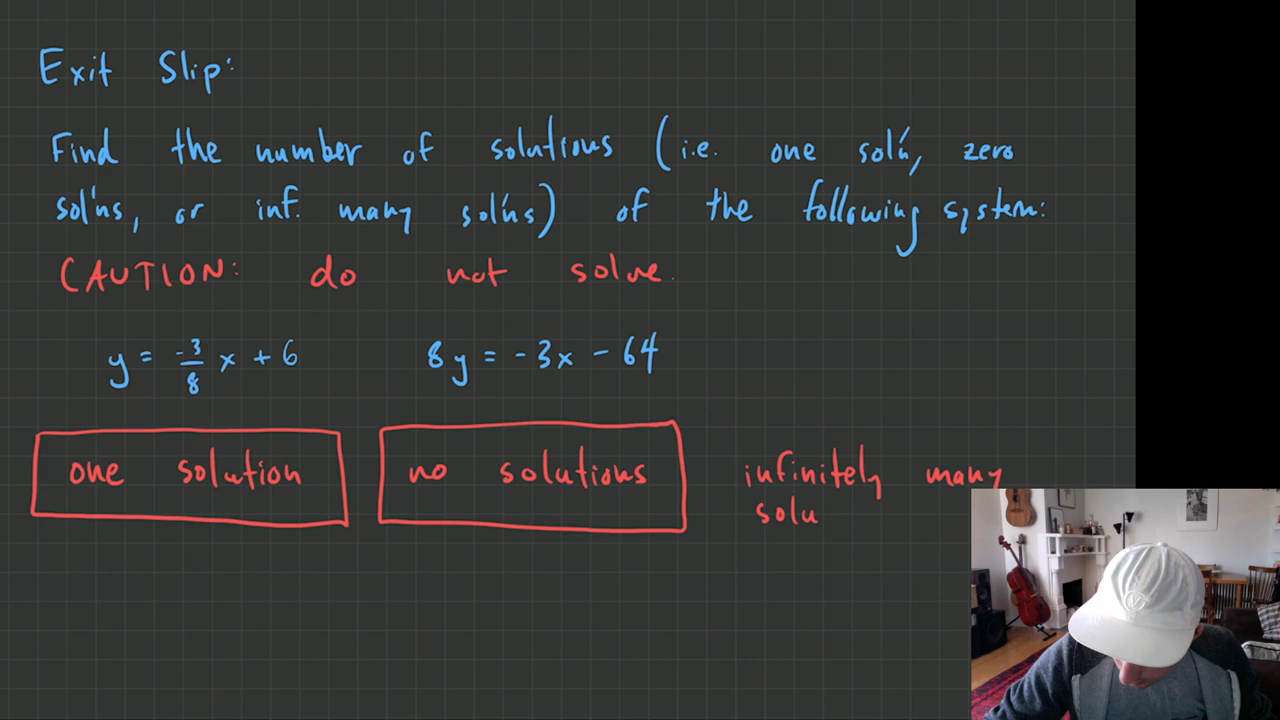 Exit Slip:
Find the number of solutions (i.e. one sol'n, zero
sol'ns, or inf. many sol'ns) of the following system:
CAUTION: do not solve.
y = -3/8 x + 6 8y = -3x - 64
one solution no solutions infinitely many
solu